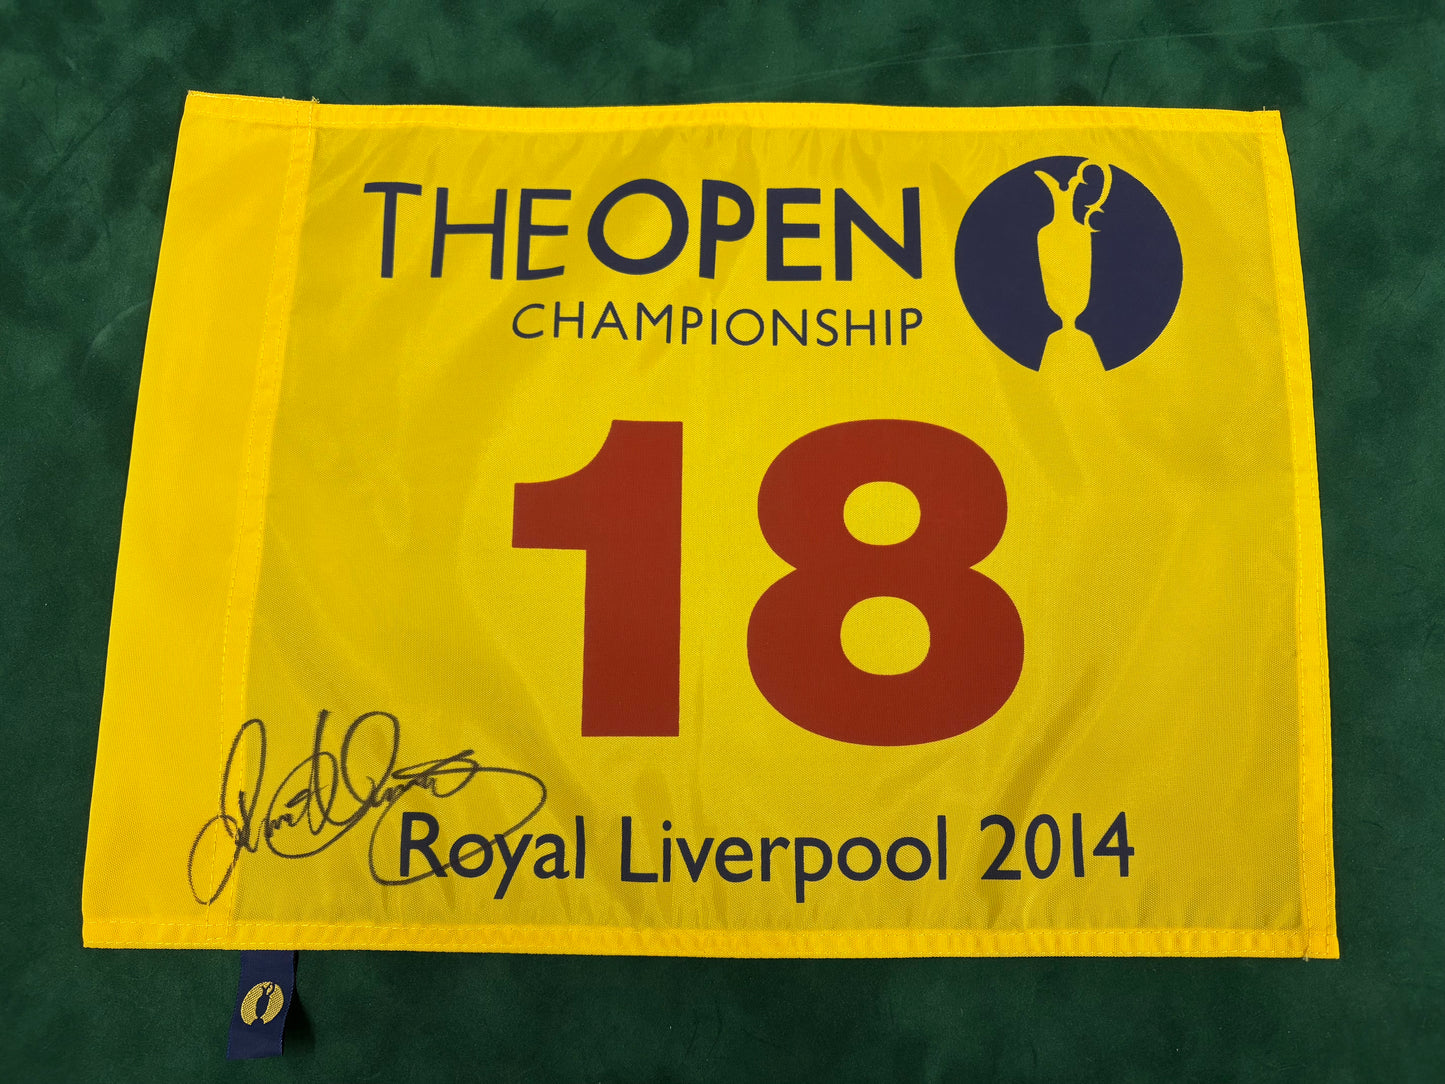 THE OPEN
CHAMPIONSHIP
18
Royal Liverpool 2014